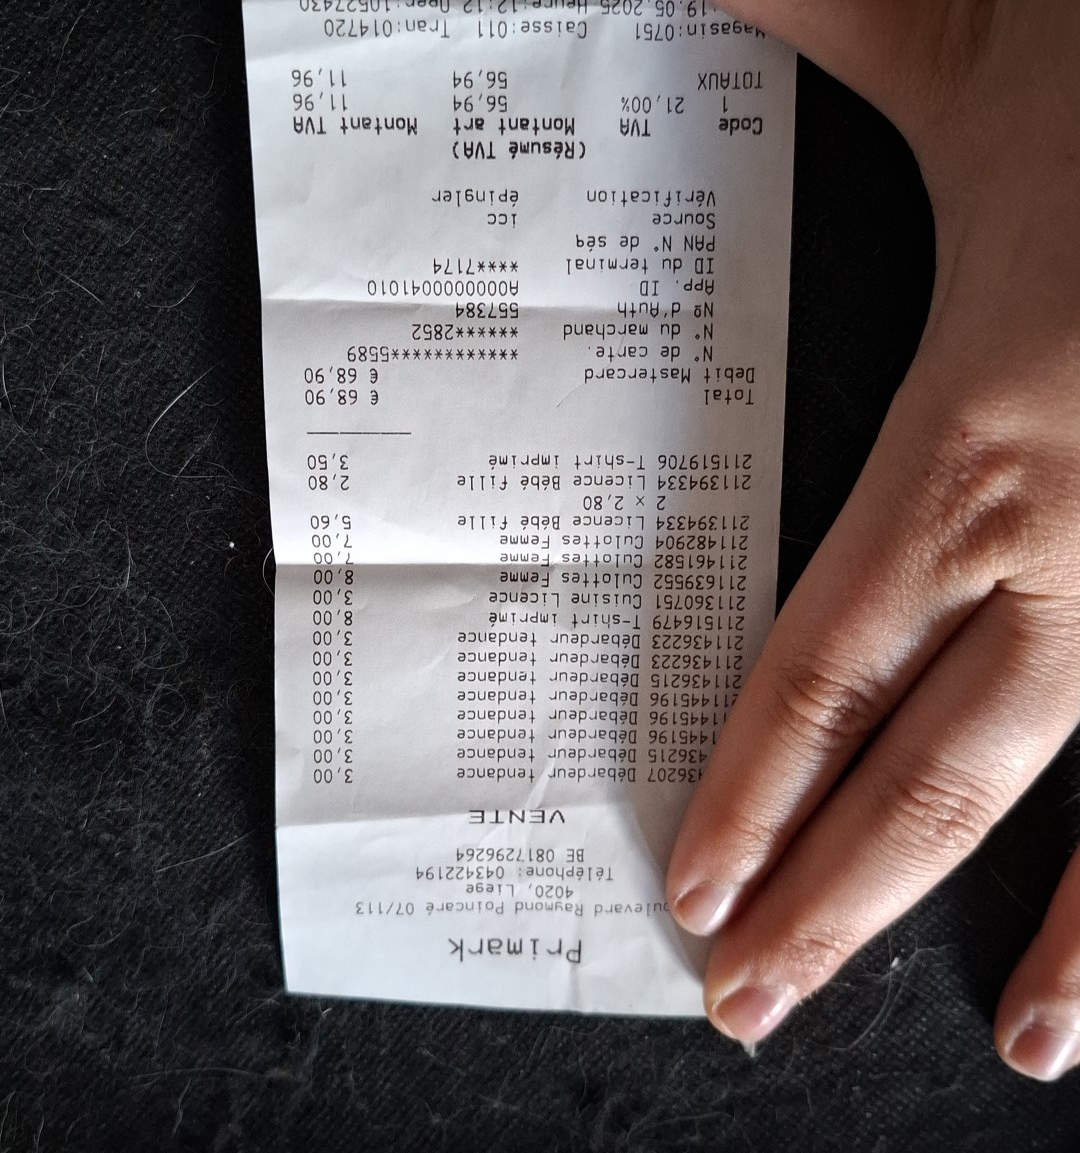 Primark
oulevard Raymond Poincaré 07/113
4020, Liege
Téléphone: 043422194
BE 0817296264
VENTE
436207 Débardeur tendance 3,00
436215 Débardeur tendance 3,00
1445196 Débardeur tendance 3,00
11445196 Débardeur tendance 3,00
211445196 Débardeur tendance 3,00
211436215 Débardeur tendance 3,00
211436223 Débardeur tendance 3,00
211436223 Débardeur tendance 3,00
211516479 T-shirt imprimé 8,00
211360751 Cuisine Licence 3,00
211639552 Culottes Femme 8,00
211461582 Culottes Femme 7,00
211482904 Culottes Femme 7,00
211394334 Licence Bébé Fille 5,60
2 x 2,80
211394334 Licence Bébé Fille 2,80
211519706 T-shirt imprimé 3,50
Total € 68,90
Debit Mastercard € 68,90
N° de carte. ************5589
N° du marchand ******2852
Nº d'Auth 557384
App. ID A0000000041010
ID du terminal ****7174
PAN N° de séq
Source icc
Vérification épingler
(Résumé TVA)
Code TVA Montant art Montant TVA
1 21,00% 56,94 11,96
TOTAUX 56,94 11,96
Magasin:0751 Caisse:011 Tran:014720
19.05.2025 Heure:12:12 Oper:10527430